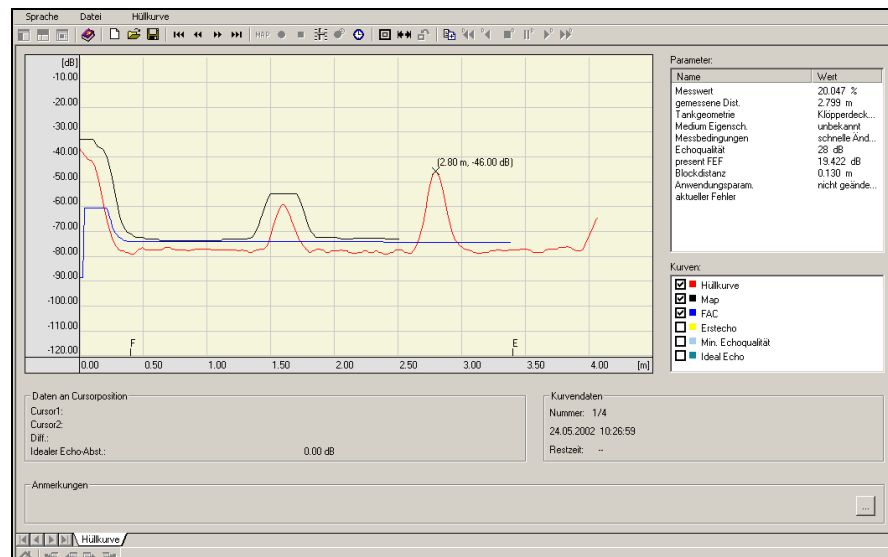 Sprache Datei Hüllkurve
MAP
[dB]
-10.00
-20.00
-30.00
-40.00
-50.00
-60.00
-70.00
-80.00
-90.00
-100.00
-110.00
-120.00
(2.80 m, -46.00 dB)
F E
0.00 0.50 1.00 1.50 2.00 2.50 3.00 3.50 4.00 [m]
Parameter:
Name Wert
Messwert 20.047 %
gemessene Dist. 2.799 m
Tankgeometrie Klöpperdeck...
Medium Eigensch. unbekannt
Messbedingungen schnelle Änd...
Echoqualität 28 dB
present FEF 19.422 dB
Blockdistanz 0.130 m
Anwendungsparam. nicht geände...
aktueller Fehler
Kurven:
Hüllkurve
Map
FAC
Erstecho
Min. Echoqualität
Ideal Echo
Daten an Cursorposition
Cursor1:
Cursor2:
Diff.:
Idealer Echo-Abst.: 0.00 dB
Kurvendaten
Nummer: 1/4
24.05.2002 10:26:59
Restzeit: --
Anmerkungen
...
Hüllkurve